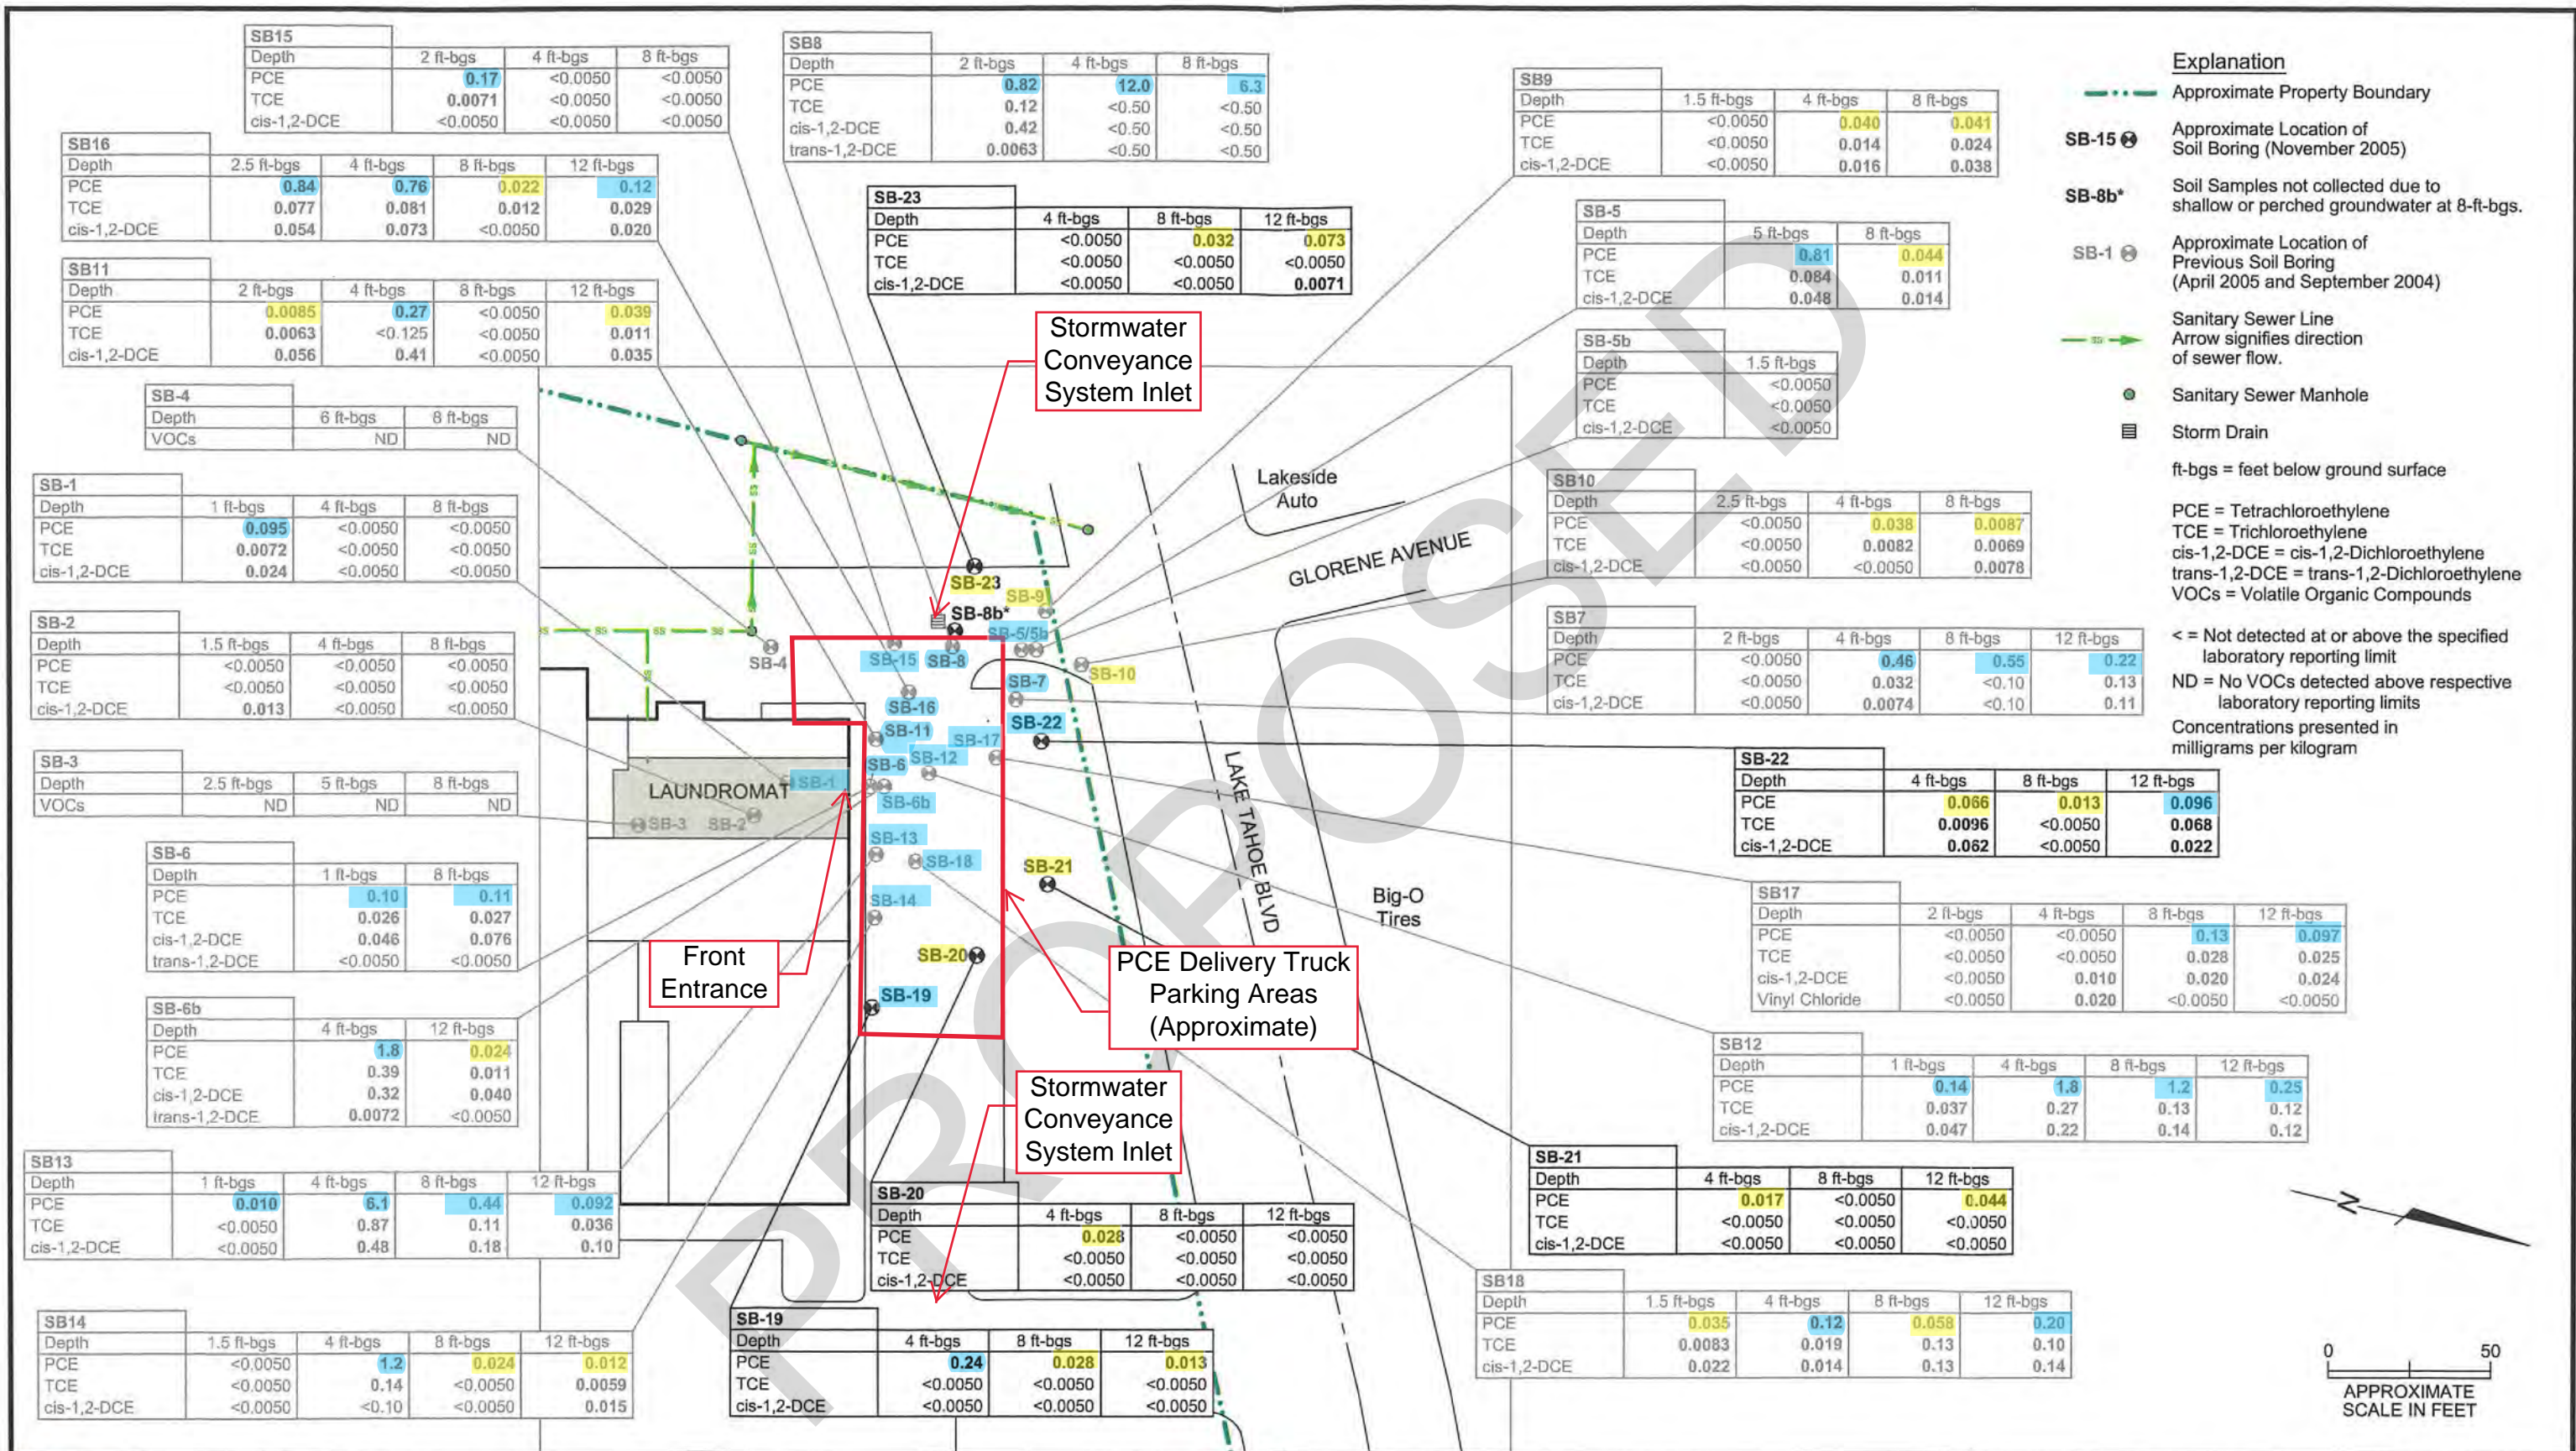 SB15
Depth 2 ft-bgs 4 ft-bgs 8 ft-bgs
PCE 0.17 <0.0050 <0.0050
TCE 0.0071 <0.0050 <0.0050
cis-1,2-DCE <0.0050 <0.0050 <0.0050
SB8
Depth 2 ft-bgs 4 ft-bgs 8 ft-bgs
PCE 0.82 12.0 6.3
TCE 0.12 <0.50 <0.50
cis-1,2-DCE 0.42 <0.50 <0.50
trans-1,2-DCE 0.0063 <0.50 <0.50
SB9
Depth 1.5 ft-bgs 4 ft-bgs 8 ft-bgs
PCE <0.0050 0.040 0.041
TCE <0.0050 0.014 0.024
cis-1,2-DCE <0.0050 0.016 0.038
SB16
Depth 2.5 ft-bgs 4 ft-bgs 8 ft-bgs 12 ft-bgs
PCE 0.84 0.76 0.022 0.12
TCE 0.077 0.081 0.012 0.029
cis-1,2-DCE 0.054 0.073 <0.0050 0.020
SB-23
Depth 4 ft-bgs 8 ft-bgs 12 ft-bgs
PCE <0.0050 0.032 0.073
TCE <0.0050 <0.0050 <0.0050
cis-1,2-DCE <0.0050 <0.0050 0.0071
SB-5
Depth 5 ft-bgs 8 ft-bgs
PCE 0.81 0.044
TCE 0.084 0.011
cis-1,2-DCE 0.048 0.014
SB11
Depth 2 ft-bgs 4 ft-bgs 8 ft-bgs 12 ft-bgs
PCE 0.0085 0.27 <0.0050 0.039
TCE 0.0063 <0.125 <0.0050 0.011
cis-1,2-DCE 0.056 0.41 <0.0050 0.035
SB-5b
Depth 1.5 ft-bgs
PCE <0.0050
TCE <0.0050
cis-1,2-DCE <0.0050
SB-4
Depth 6 ft-bgs 8 ft-bgs
VOCs ND ND
SB-1
Depth 1 ft-bgs 4 ft-bgs 8 ft-bgs
PCE 0.095 <0.0050 <0.0050
TCE 0.0072 <0.0050 <0.0050
cis-1,2-DCE 0.024 <0.0050 <0.0050
SB10
Depth 2.5 ft-bgs 4 ft-bgs 8 ft-bgs
PCE <0.0050 0.038 0.0087
TCE <0.0050 0.0082 0.0069
cis-1,2-DCE <0.0050 <0.0050 0.0078
SB-2
Depth 1.5 ft-bgs 4 ft-bgs 8 ft-bgs
PCE <0.0050 <0.0050 <0.0050
TCE <0.0050 <0.0050 <0.0050
cis-1,2-DCE 0.013 <0.0050 <0.0050
SB7
Depth 2 ft-bgs 4 ft-bgs 8 ft-bgs 12 ft-bgs
PCE <0.0050 0.46 0.55 0.22
TCE <0.0050 0.032 <0.10 0.13
cis-1,2-DCE <0.0050 0.0074 <0.10 0.11
SB-3
Depth 2.5 ft-bgs 5 ft-bgs 8 ft-bgs
VOCs ND ND ND
SB-22
Depth 4 ft-bgs 8 ft-bgs 12 ft-bgs
PCE 0.066 0.013 0.096
TCE 0.0096 <0.0050 0.068
cis-1,2-DCE 0.062 <0.0050 0.022
SB-6
Depth 1 ft-bgs 8 ft-bgs
PCE 0.10 0.11
TCE 0.026 0.027
cis-1,2-DCE 0.046 0.076
trans-1,2-DCE <0.0050 <0.0050
SB17
Depth 2 ft-bgs 4 ft-bgs 8 ft-bgs 12 ft-bgs
PCE <0.0050 <0.0050 0.13 0.097
TCE <0.0050 <0.0050 0.028 0.025
cis-1,2-DCE <0.0050 0.010 0.020 0.024
Vinyl Chloride <0.0050 0.020 <0.0050 <0.0050
SB-6b
Depth 4 ft-bgs 12 ft-bgs
PCE 1.8 0.024
TCE 0.39 0.011
cis-1,2-DCE 0.32 0.040
trans-1,2-DCE 0.0072 <0.0050
SB12
Depth 1 ft-bgs 4 ft-bgs 8 ft-bgs 12 ft-bgs
PCE 0.14 1.8 1.2 0.25
TCE 0.037 0.27 0.13 0.12
cis-1,2-DCE 0.047 0.22 0.14 0.12
SB13
Depth 1 ft-bgs 4 ft-bgs 8 ft-bgs 12 ft-bgs
PCE 0.010 6.1 0.44 0.092
TCE <0.0050 0.87 0.11 0.036
cis-1,2-DCE <0.0050 0.48 0.18 0.10
SB-20
Depth 4 ft-bgs 8 ft-bgs 12 ft-bgs
PCE 0.028 <0.0050 <0.0050
TCE <0.0050 <0.0050 <0.0050
cis-1,2-DCE <0.0050 <0.0050 <0.0050
SB-21
Depth 4 ft-bgs 8 ft-bgs 12 ft-bgs
PCE 0.017 <0.0050 0.044
TCE <0.0050 <0.0050 <0.0050
cis-1,2-DCE <0.0050 <0.0050 <0.0050
SB14
Depth 1.5 ft-bgs 4 ft-bgs 8 ft-bgs 12 ft-bgs
PCE <0.0050 1.2 0.024 0.012
TCE <0.0050 0.14 <0.0050 0.0059
cis-1,2-DCE <0.0050 <0.10 <0.0050 0.015
SB-19
Depth 4 ft-bgs 8 ft-bgs 12 ft-bgs
PCE 0.24 0.028 0.013
TCE <0.0050 <0.0050 <0.0050
cis-1,2-DCE <0.0050 <0.0050 <0.0050
SB18
Depth 1.5 ft-bgs 4 ft-bgs 8 ft-bgs 12 ft-bgs
PCE 0.035 0.12 0.058 0.20
TCE 0.0083 0.019 0.13 0.10
cis-1,2-DCE 0.022 0.014 0.13 0.14
Stormwater
Conveyance
System Inlet
Lakeside
Auto
GLORENE AVENUE
LAKE TAHOE BLVD
Big-O
Tires
SB-23
SB-9
SB-8b*
SB-5/5b
SB-4
SB-15
SB-8
SB-10
SB-7
SB-16
SB-22
SB-11
SB-17
SB-12
SB-6
LAUNDROMAT
SB-1
SB-6b
SB-3
SB-2
SB-13
SB-18
SB-21
SB-14
SB-20
SB-19
ss
ss
ss
ss
ss
ss
ss
ss
ss
ss
Front
Entrance
PCE Delivery Truck
Parking Areas
(Approximate)
Stormwater
Conveyance
System Inlet
PROPOSED
Explanation
Approximate Property Boundary
SB-15
Approximate Location of
Soil Boring (November 2005)
SB-8b*
Soil Samples not collected due to
shallow or perched groundwater at 8-ft-bgs.
SB-1
Approximate Location of
Previous Soil Boring
(April 2005 and September 2004)
ss
Sanitary Sewer Line
Arrow signifies direction
of sewer flow.
Sanitary Sewer Manhole
Storm Drain
ft-bgs = feet below ground surface
PCE = Tetrachloroethylene
TCE = Trichloroethylene
cis-1,2-DCE = cis-1,2-Dichloroethylene
trans-1,2-DCE = trans-1,2-Dichloroethylene
VOCs = Volatile Organic Compounds
< = Not detected at or above the specified
laboratory reporting limit
ND = No VOCs detected above respective
laboratory reporting limits
Concentrations presented in
milligrams per kilogram
N
0 50
APPROXIMATE
SCALE IN FEET